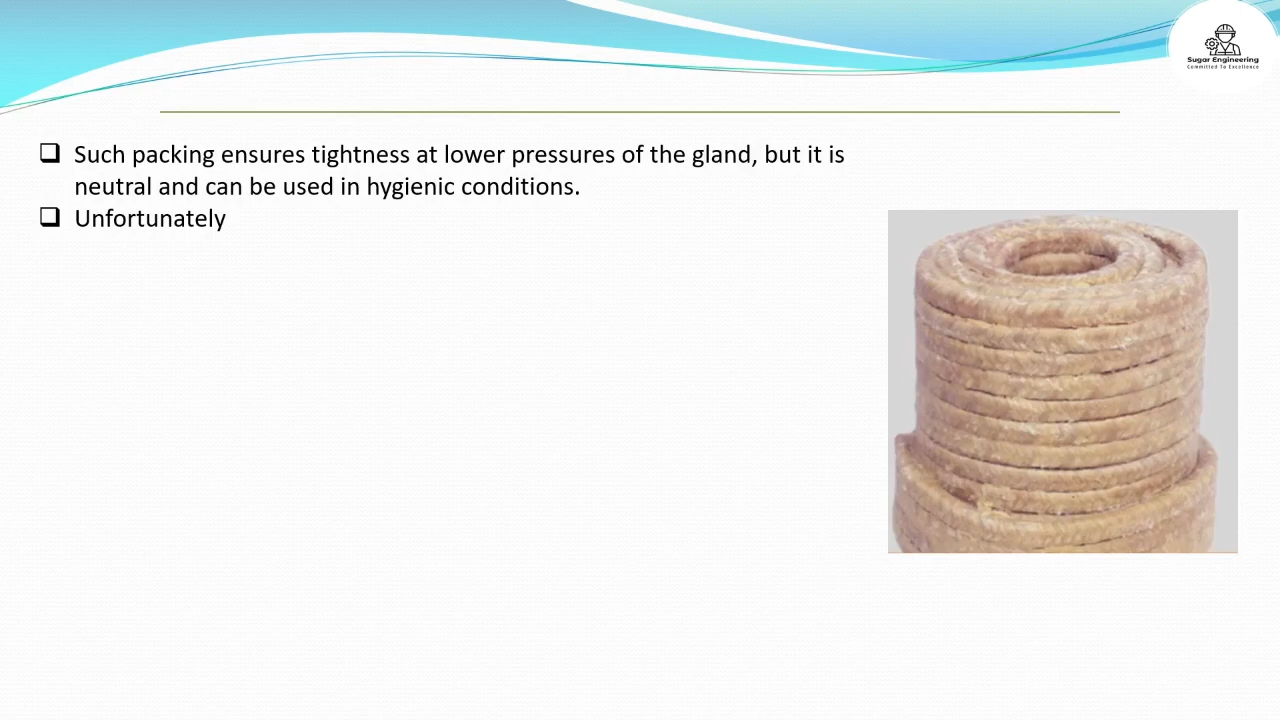 Sugar Engineering
Committed To Excellence
Such packing ensures tightness at lower pressures of the gland, but it is
neutral and can be used in hygienic conditions.
Unfortunately